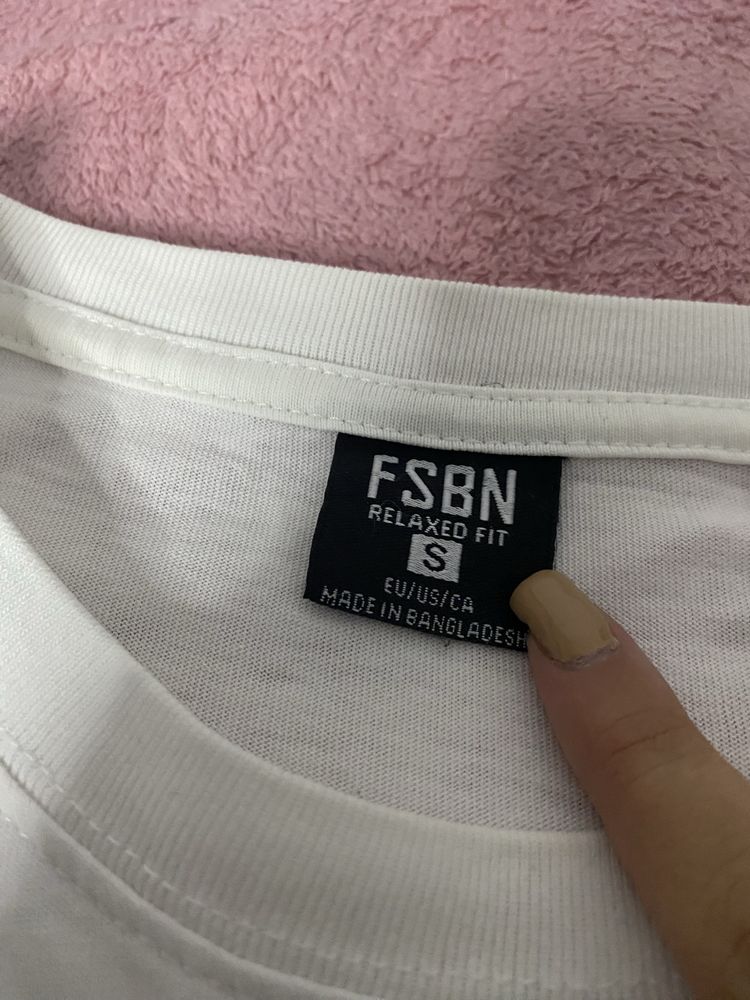 FSBN
RELAXED FIT
S
EU/US/CA
MADE IN BANGLADESH